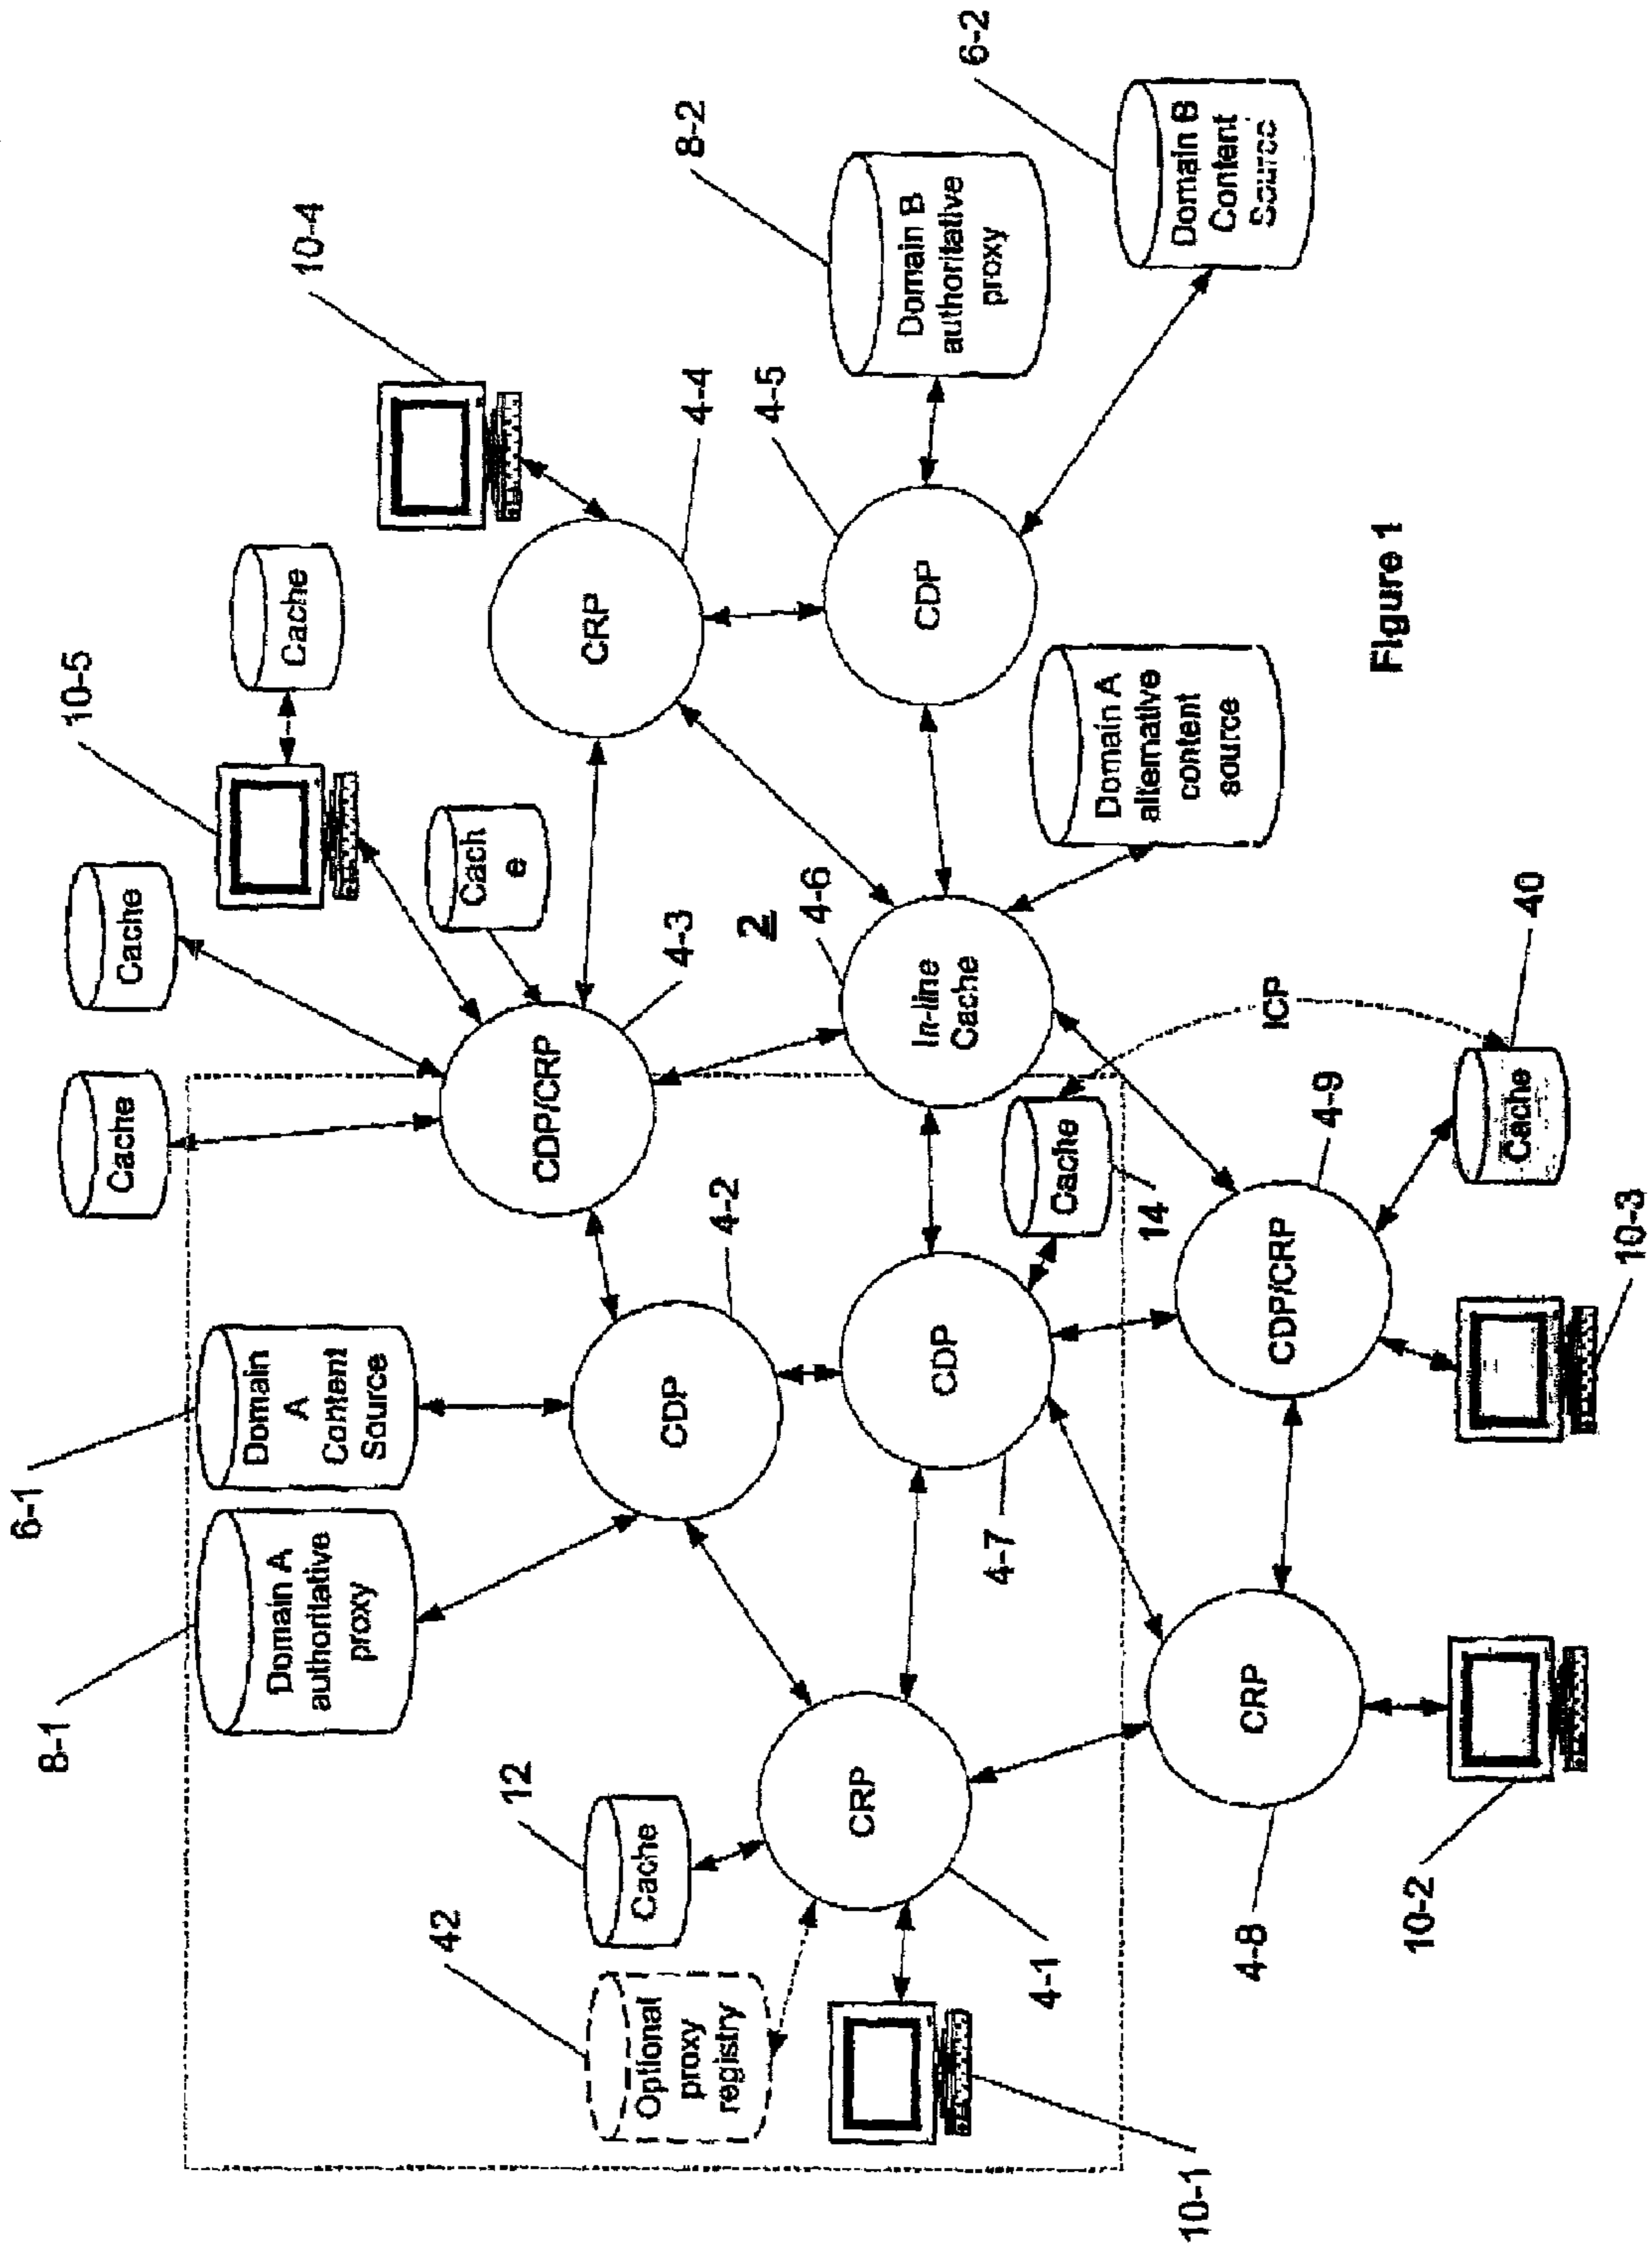 6-1
8-1
10-5
Cache
Cache
Domain A
authoritative
proxy
Domain
A
Content
Source
Cache
10-4
42
12
Optional
proxy
registry
Cache
Cach
e
CDP/CRP
CRP
4-3
4-4
8-2
CDP
4-2
2
4-5
4-6
6-2
CRP
CDP
In-line
Cache
CDP
Domain B
authoritative
proxy
4-1
4-7
Cache
14
Domain A
alternative
content
source
Domain B
Content
Source
10-1
4-8
CRP
CDP/CRP
4-9
ICP
10-2
Cache
40
10-3
Figure 1